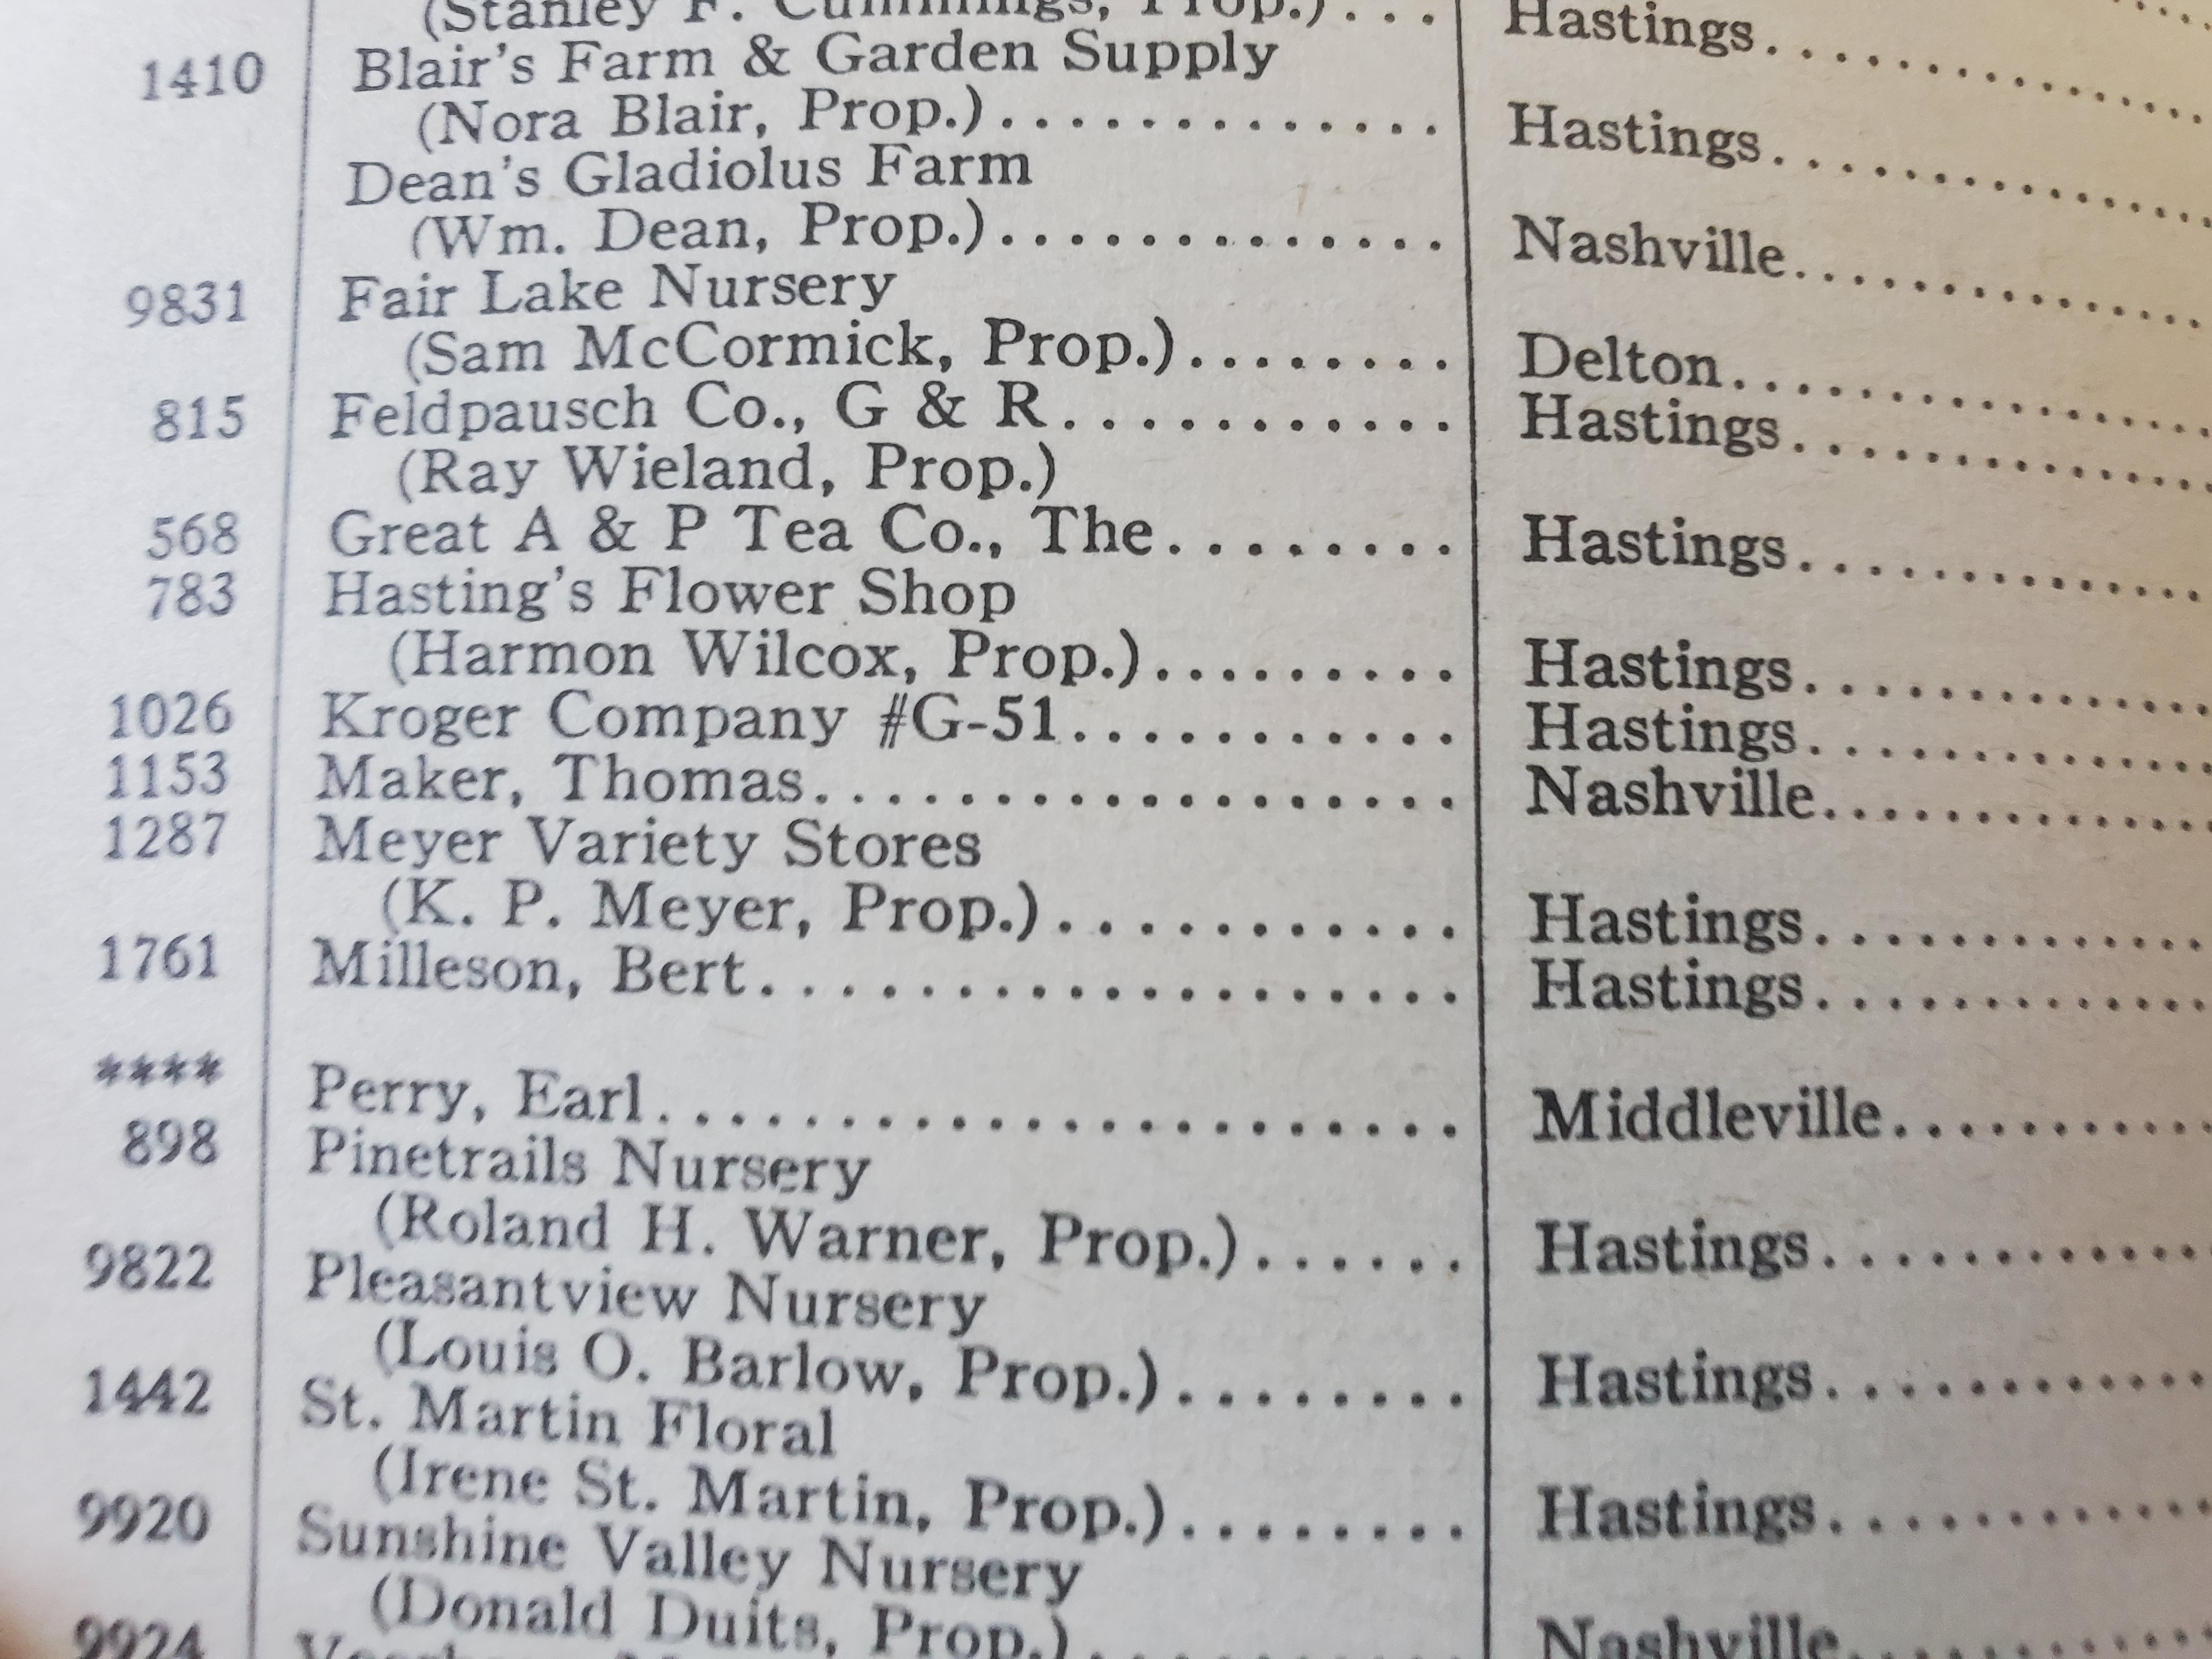 (Stanley F. Cummings, Prop.)... Hastings............
1410 Blair's Farm & Garden Supply
(Nora Blair, Prop.)............. Hastings............
Dean's Gladiolus Farm
(Wm. Dean, Prop.)............. Nashville............
9831 Fair Lake Nursery
(Sam McCormick, Prop.)........ Delton............
815 Feldpausch Co., G & R........... Hastings............
(Ray Wieland, Prop.)
568 Great A & P Tea Co., The........ Hastings............
783 Hasting's Flower Shop
(Harmon Wilcox, Prop.)......... Hastings............
1026 Kroger Company #G-51........... Hastings............
1153 Maker, Thomas.................. Nashville............
1287 Meyer Variety Stores
(K. P. Meyer, Prop.)........... Hastings............
1761 Milleson, Bert................... Hastings............
**** Perry, Earl...................... Middleville.........
898 Pinetrails Nursery
(Roland H. Warner, Prop.)...... Hastings............
9822 Pleasantview Nursery
(Louis O. Barlow, Prop.)........ Hastings............
1442 St. Martin Floral
(Irene St. Martin, Prop.)........ Hastings............
9920 Sunshine Valley Nursery
(Donald Duits, Prop.).......... Nashville............
9924